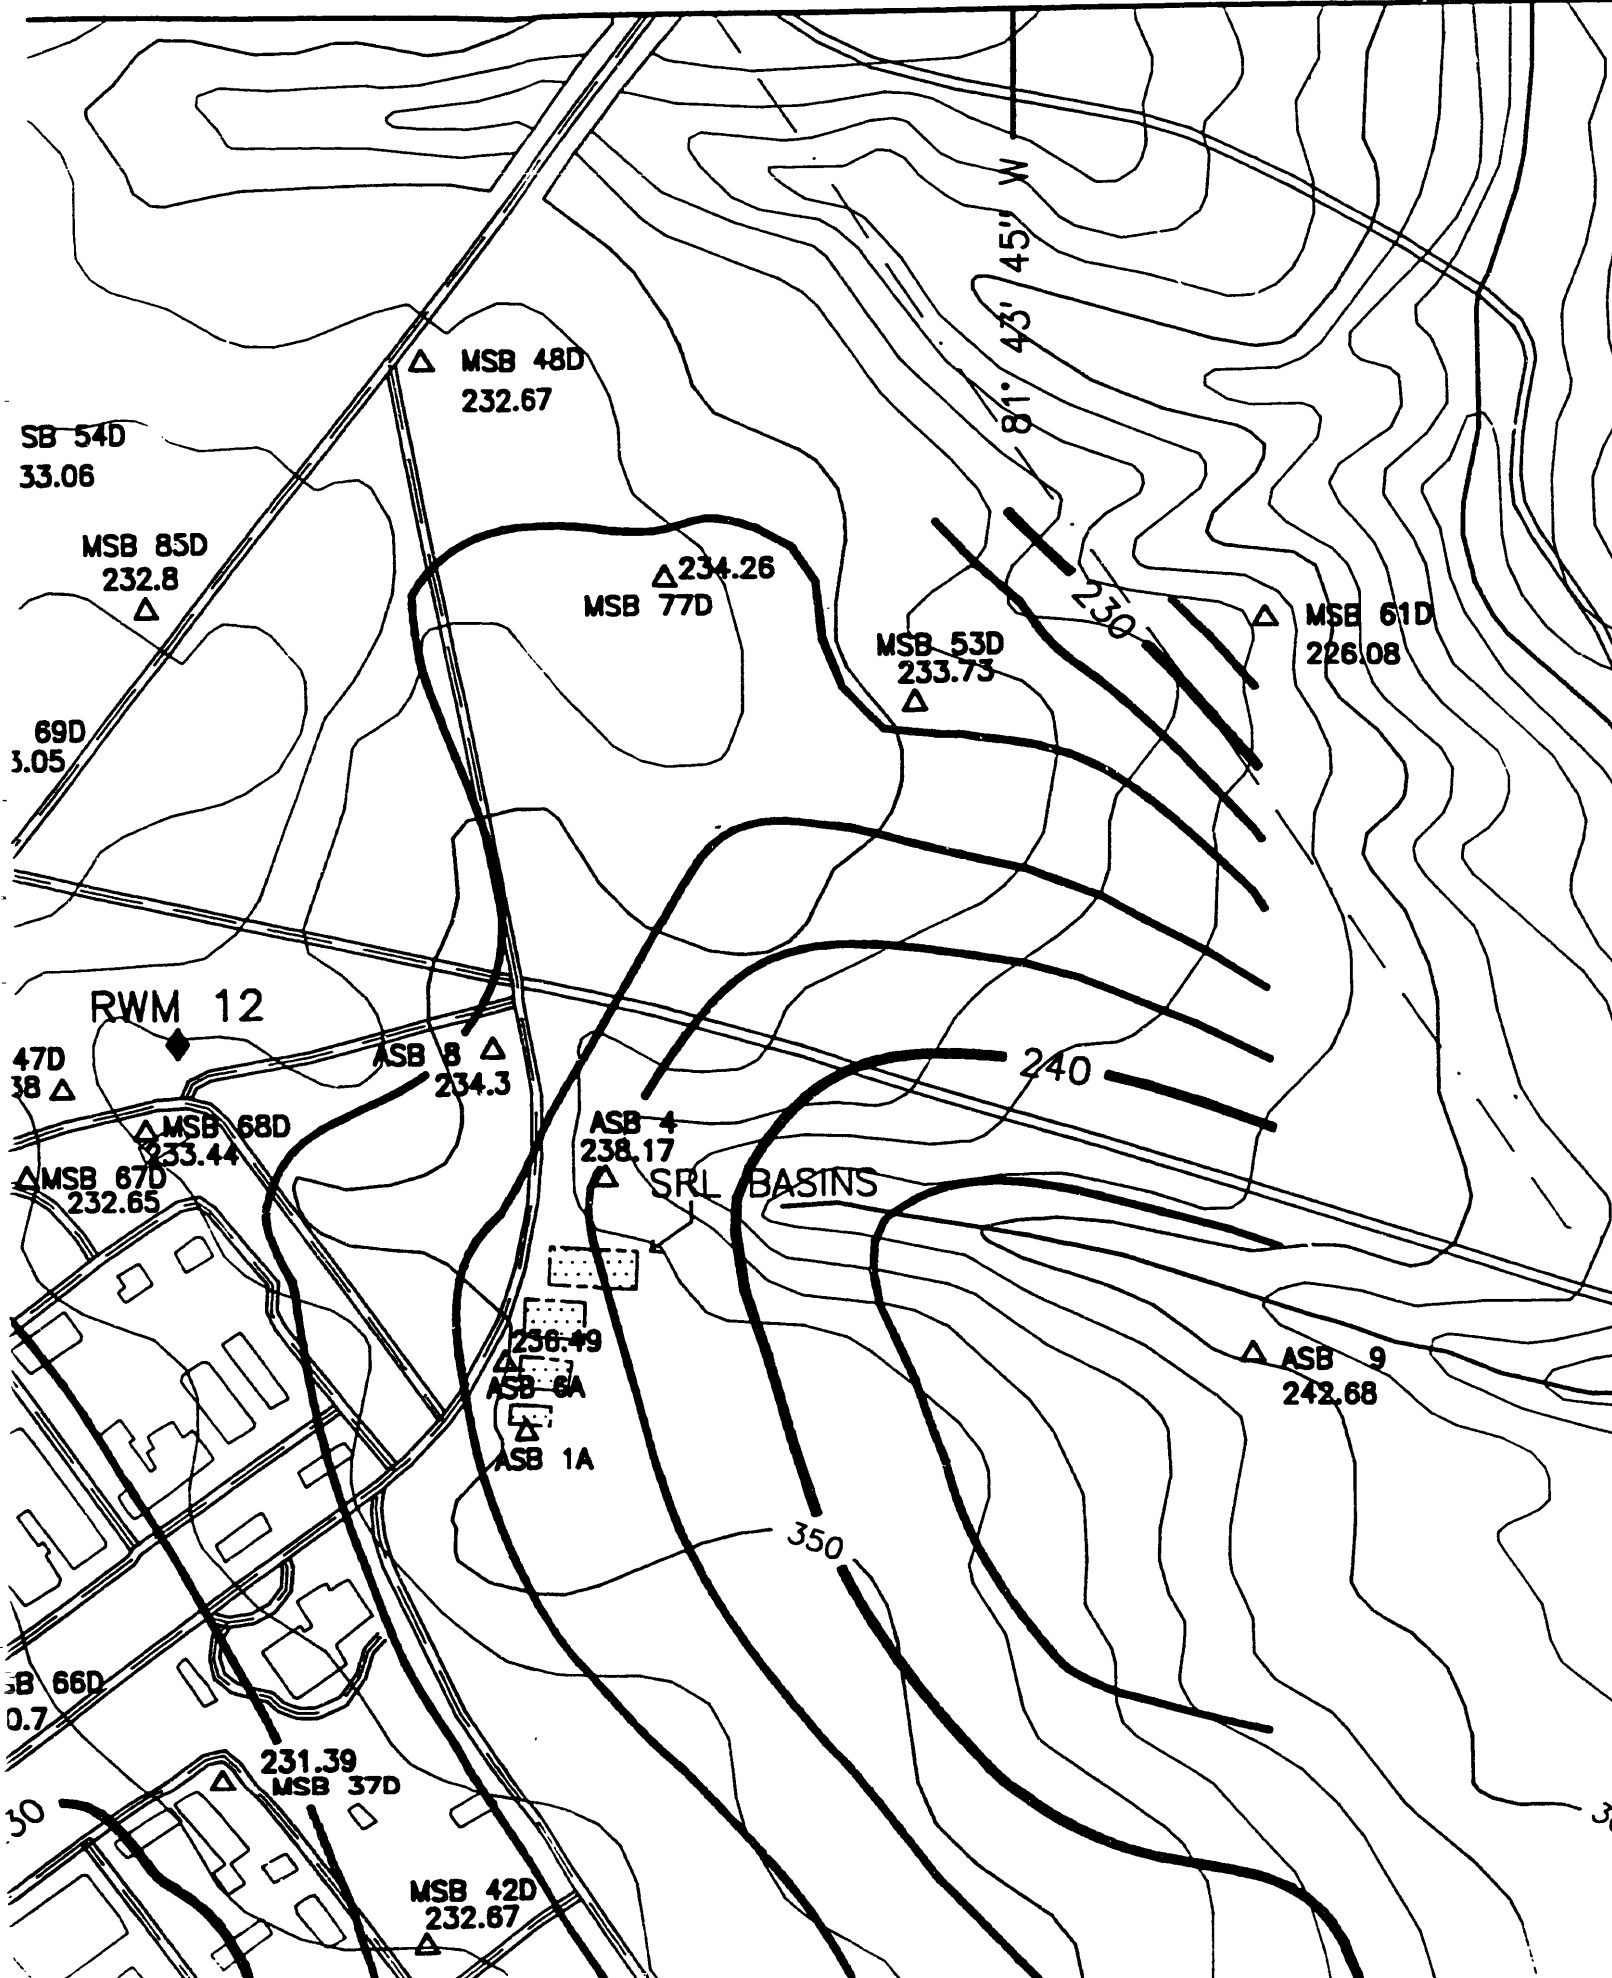 81° 43' 45" W
MSB 48D
232.67
SB 54D
33.06
MSB 85D
232.8
234.26
MSB 77D
230
MSB 61D
226.08
MSB 53D
233.73
69D
3.05
RWM 12
47D
38
ASB 8
234.3
240
MSB 68D
233.44
ASB 4
238.17
MSB 67D
232.65
SRL BASINS
236.49
ASB 6A
ASB 9
242.68
ASB 1A
350
SB 66D
0.7
231.39
MSB 37D
30
MSB 42D
232.67